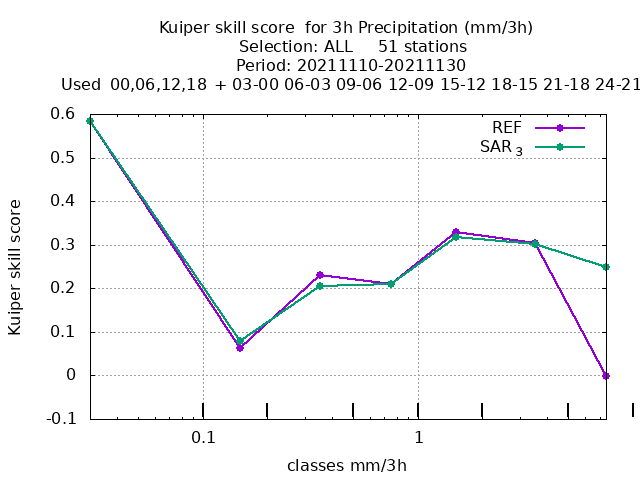 Kuiper skill score  for 3h Precipitation (mm/3h)
Selection: ALL     51 stations
Period: 20211110-20211130
Used  00,06,12,18  + 03-00 06-03 09-06 12-09 15-12 18-15 21-18 24-21
0.6
REF
SAR 3
0.5
0.4
0.3
0.2
0.1
0
-0.1
Kuiper skill score
0.1
1
classes mm/3h